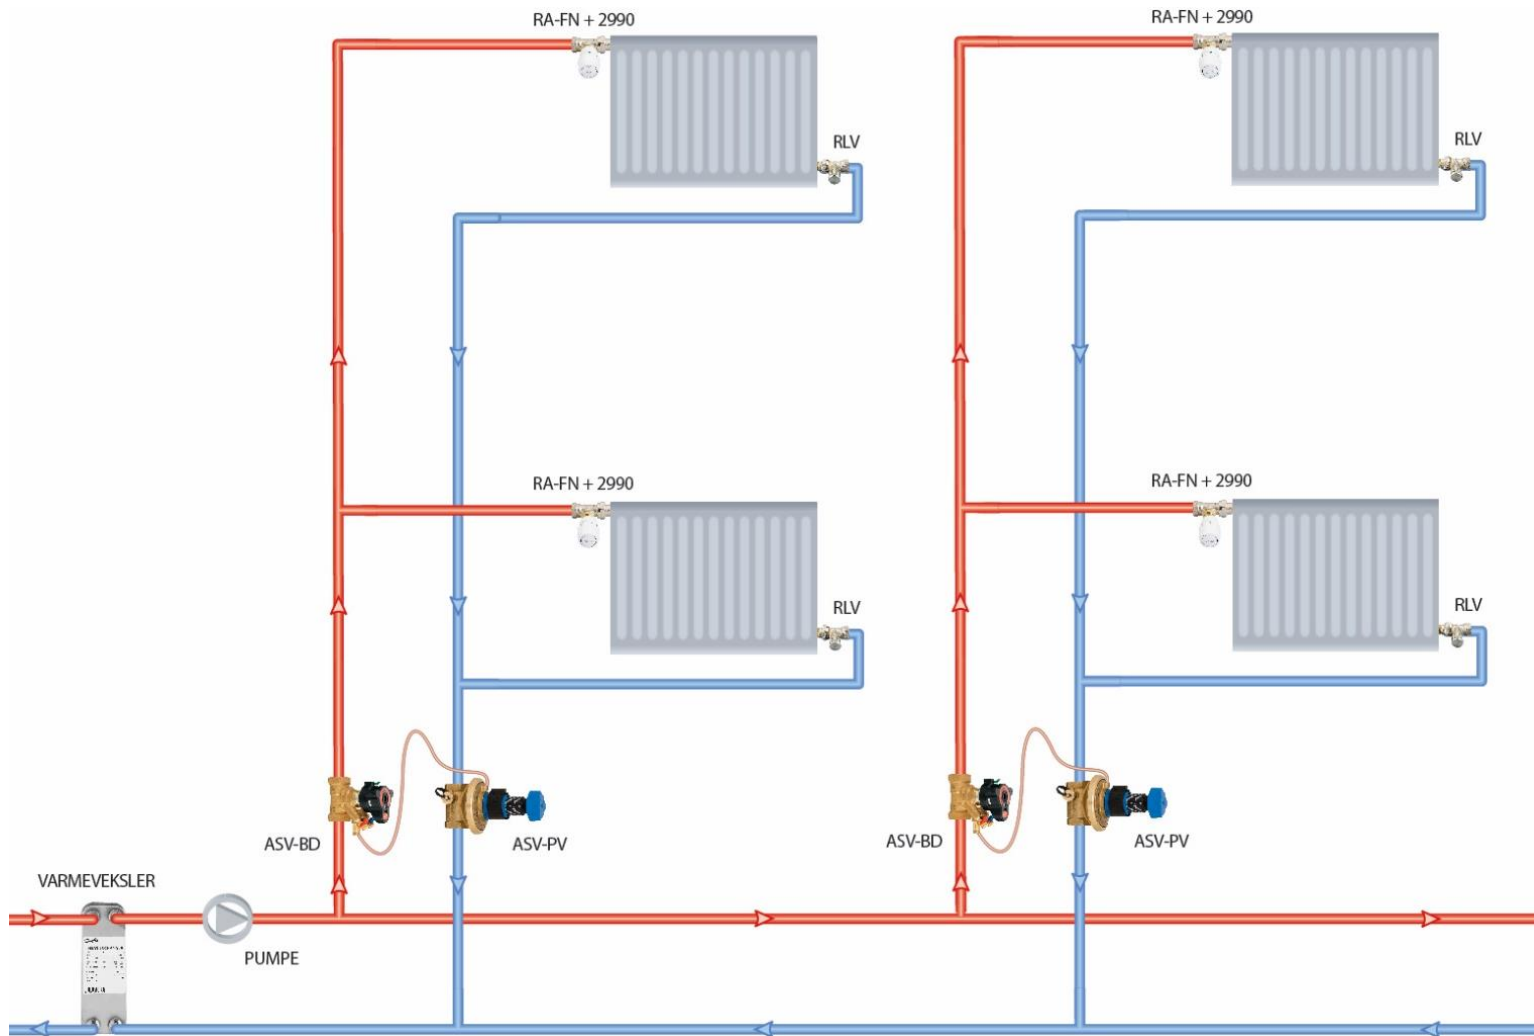 RA-FN + 2990
RA-FN + 2990
RLV
RLV
RA-FN + 2990
RA-FN + 2990
RLV
RLV
ASV-BD
ASV-PV
ASV-BD
ASV-PV
VARMEVEKSLER
PUMPE